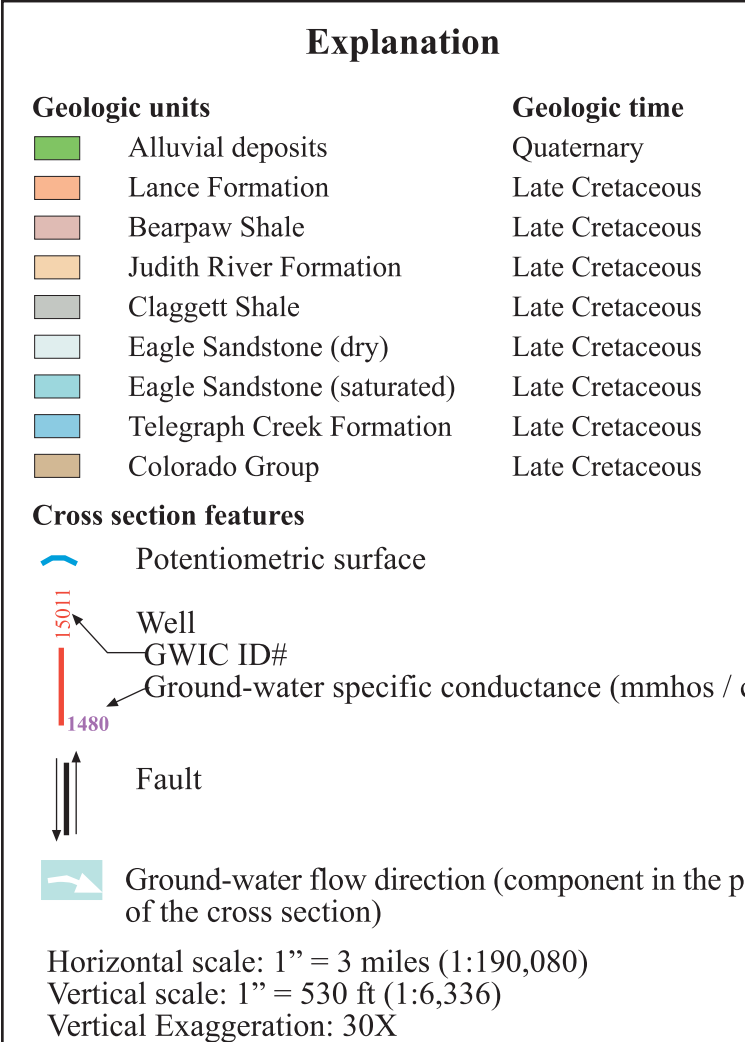 Explanation
Geologic units Geologic time
Alluvial deposits Quaternary
Lance Formation Late Cretaceous
Bearpaw Shale Late Cretaceous
Judith River Formation Late Cretaceous
Claggett Shale Late Cretaceous
Eagle Sandstone (dry) Late Cretaceous
Eagle Sandstone (saturated) Late Cretaceous
Telegraph Creek Formation Late Cretaceous
Colorado Group Late Cretaceous
Cross section features
Potentiometric surface
15011
Well
GWIC ID#
Ground-water specific conductance (mmhos /
1480
Fault
Ground-water flow direction (component in the
of the cross section)
Horizontal scale: 1” = 3 miles (1:190,080)
Vertical scale: 1” = 530 ft (1:6,336)
Vertical Exaggeration: 30X